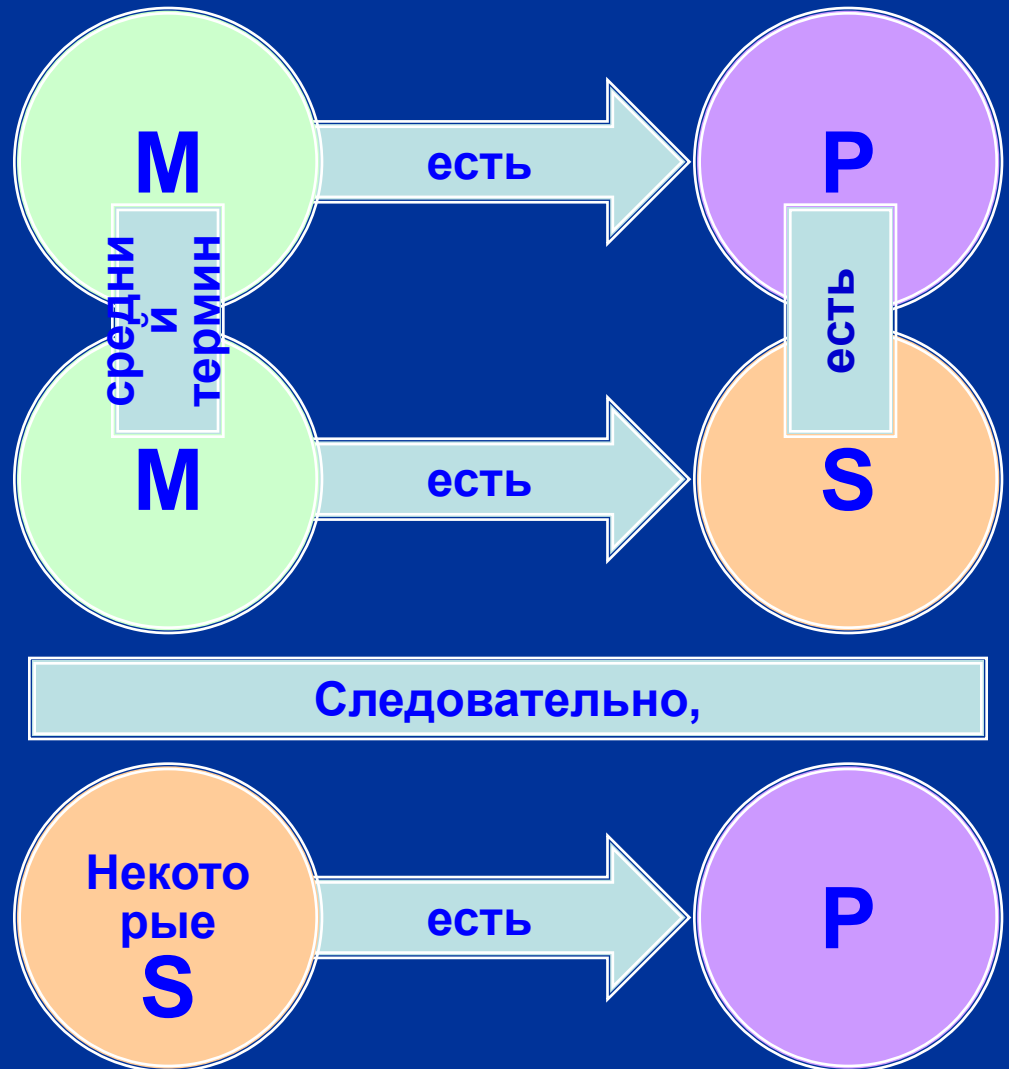 M
есть
P
средни
й
термин
есть
M
есть
S
Следовательно,
Некото
рые
S
есть
P